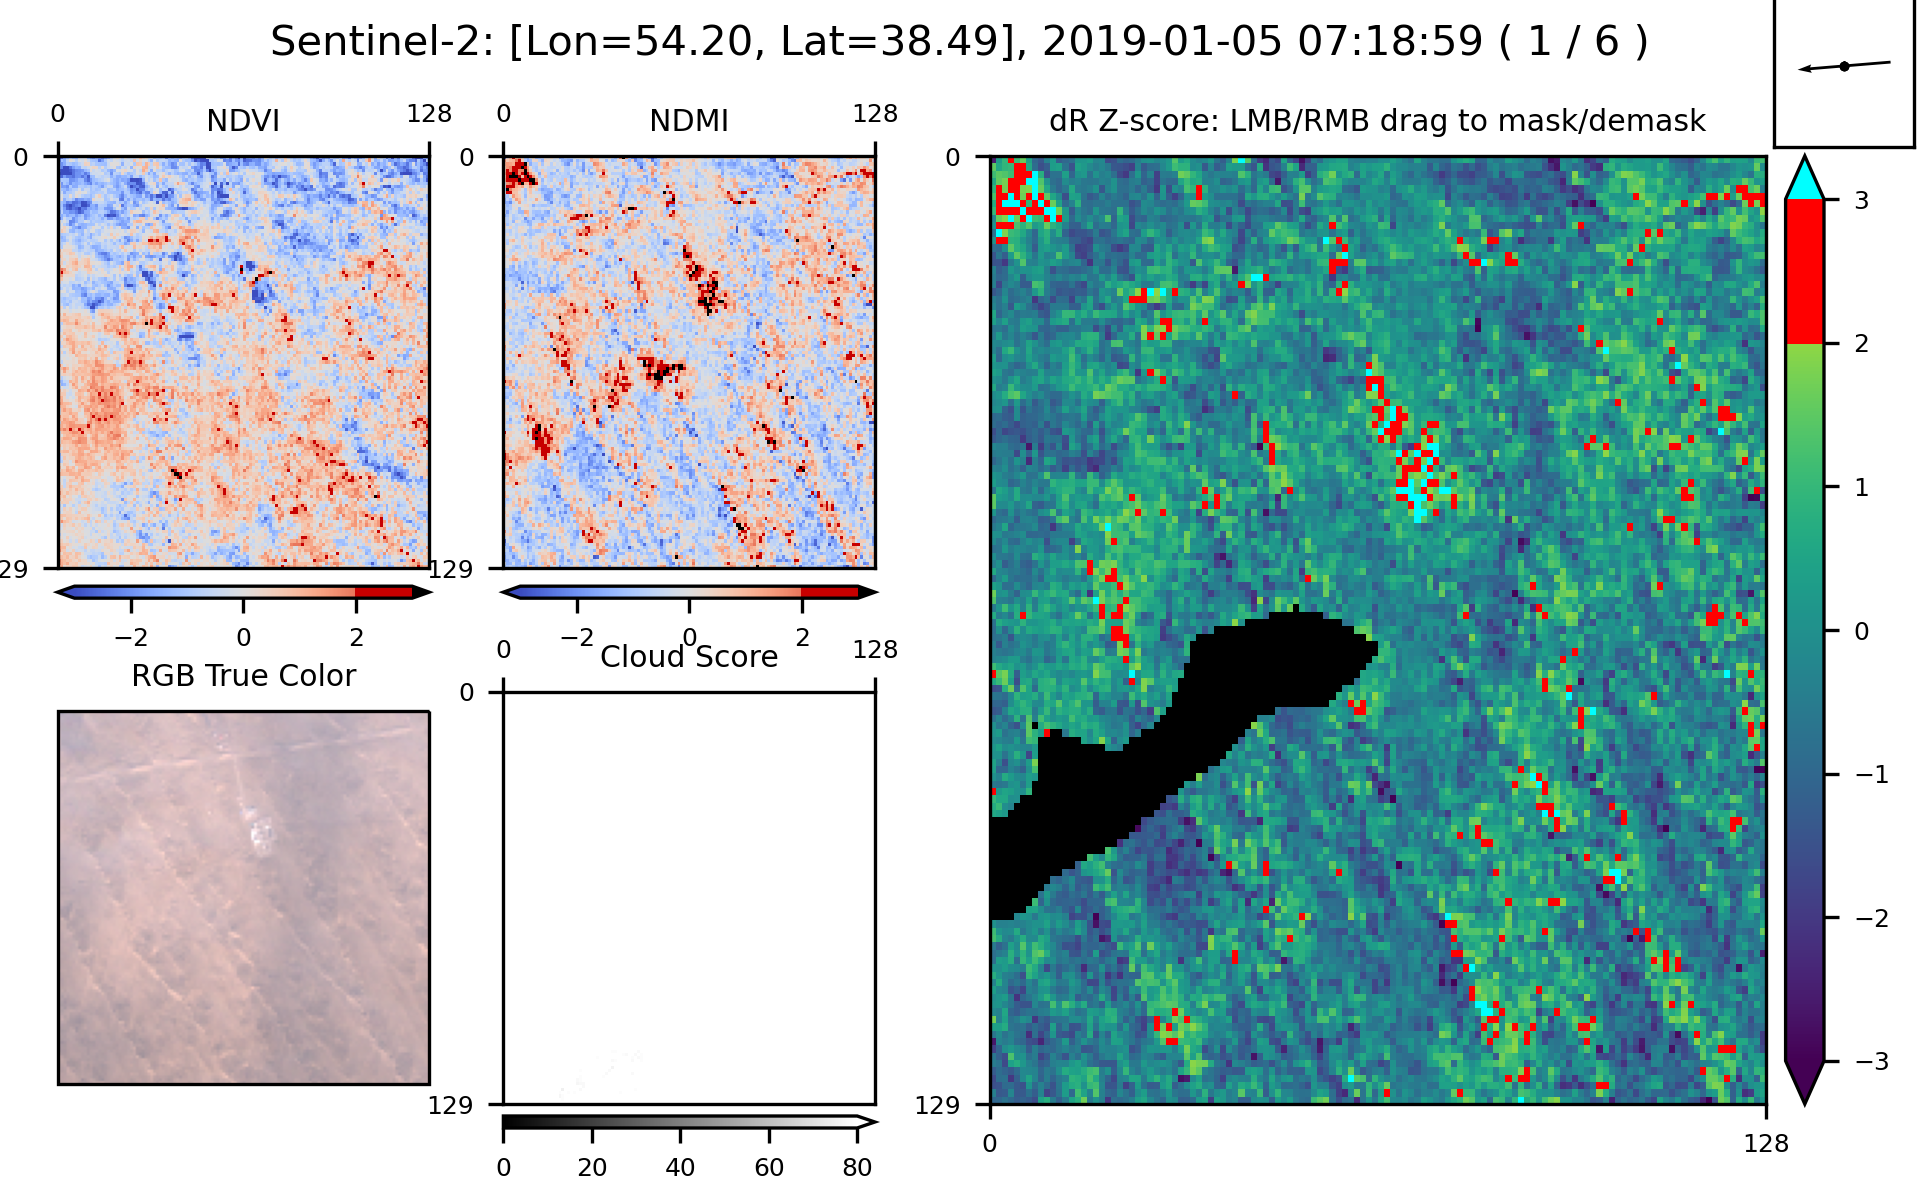 Sentinel-2: [Lon=54.20, Lat=38.49], 2019-01-05 07:18:59 ( 1 / 6 )
0 NDVI 128
0
29
−2 0 2
0 NDMI 128
0
129
−2 0 2
RGB True Color
0 Cloud Score 128
0
129
0 20 40 60 80
dR Z-score: LMB/RMB drag to mask/demask
0
129
0 128
3
2
1
0
−1
−2
−3